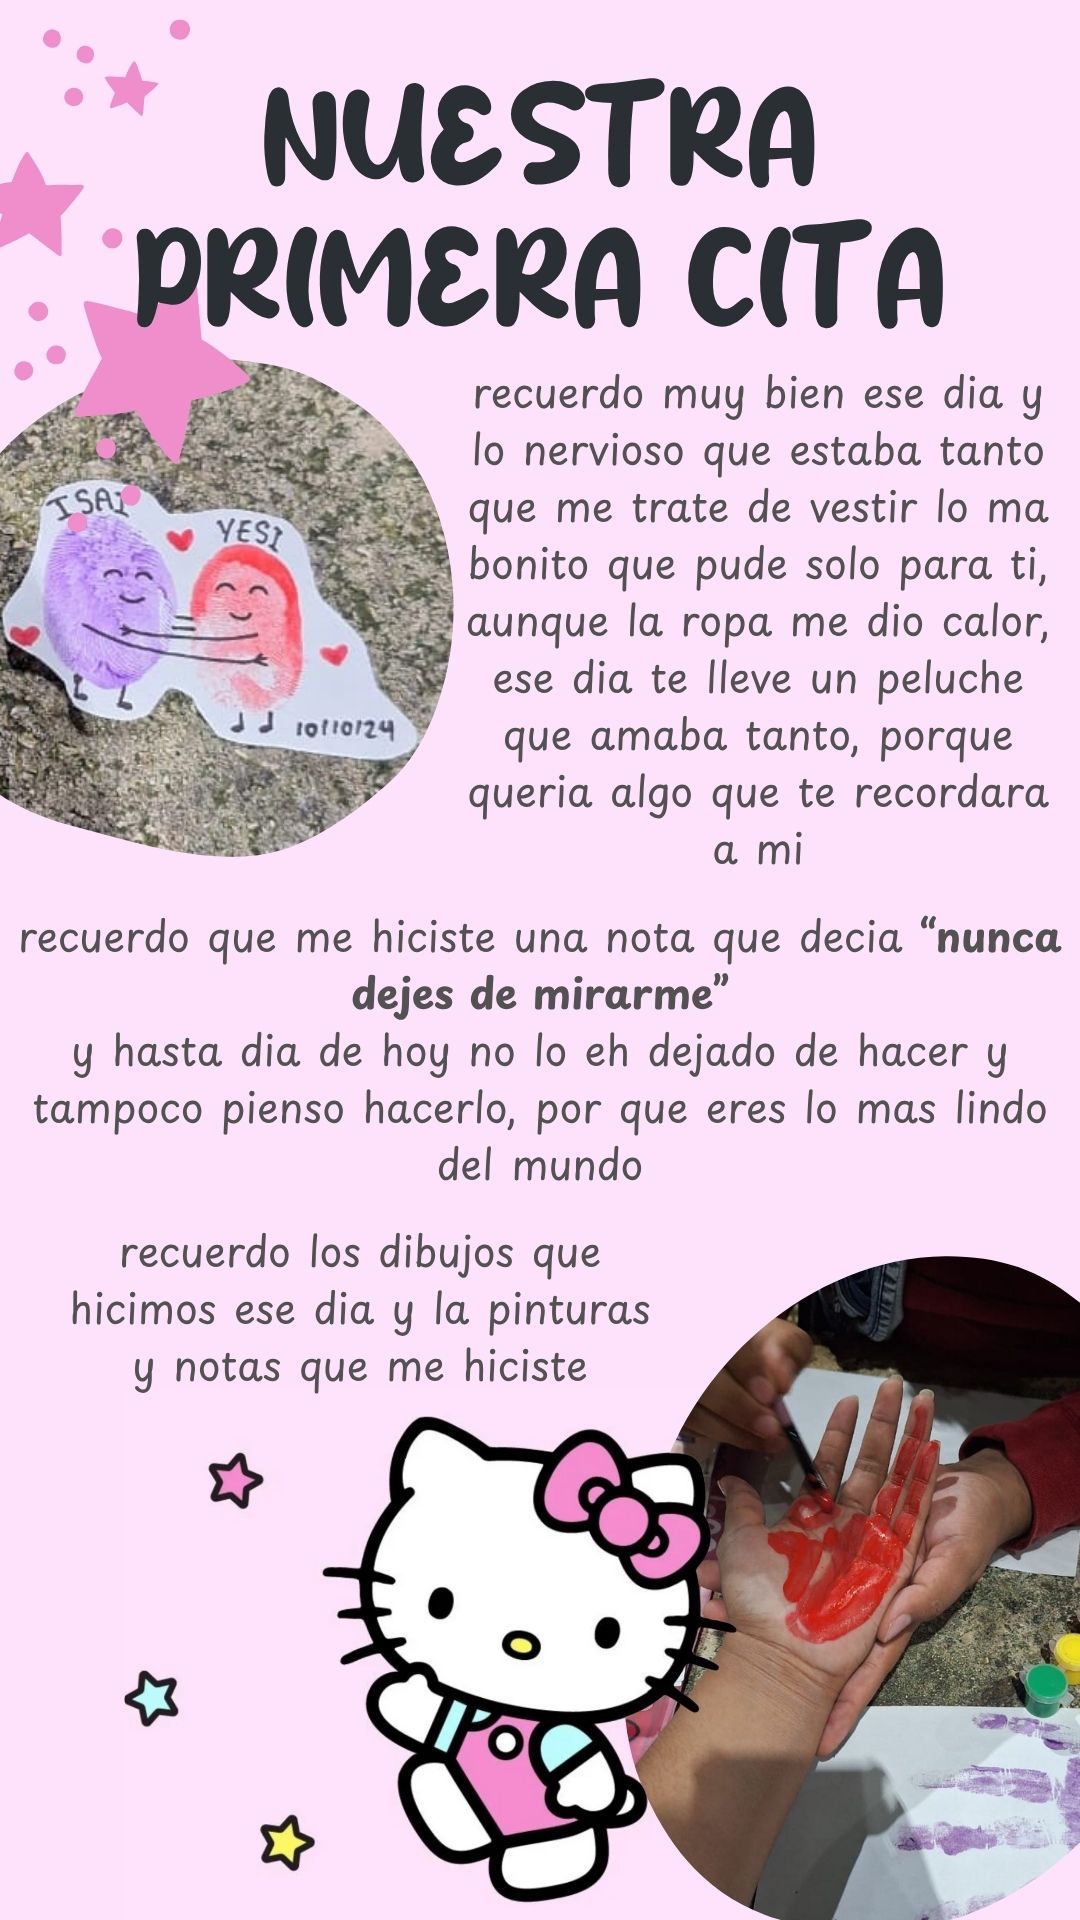 NUESTRA
PRIMERA CITA
recuerdo muy bien ese dia y
lo nervioso que estaba tanto
que me trate de vestir lo ma
bonito que pude solo para ti,
aunque la ropa me dio calor,
ese dia te lleve un peluche
que amaba tanto, porque
queria algo que te recordara
a mi
ISAI
YESI
10/10/24
recuerdo que me hiciste una nota que decia “nunca
dejes de mirarme”
y hasta dia de hoy no lo eh dejado de hacer y
tampoco pienso hacerlo, por que eres lo mas lindo
del mundo
recuerdo los dibujos que
hicimos ese dia y la pinturas
y notas que me hiciste